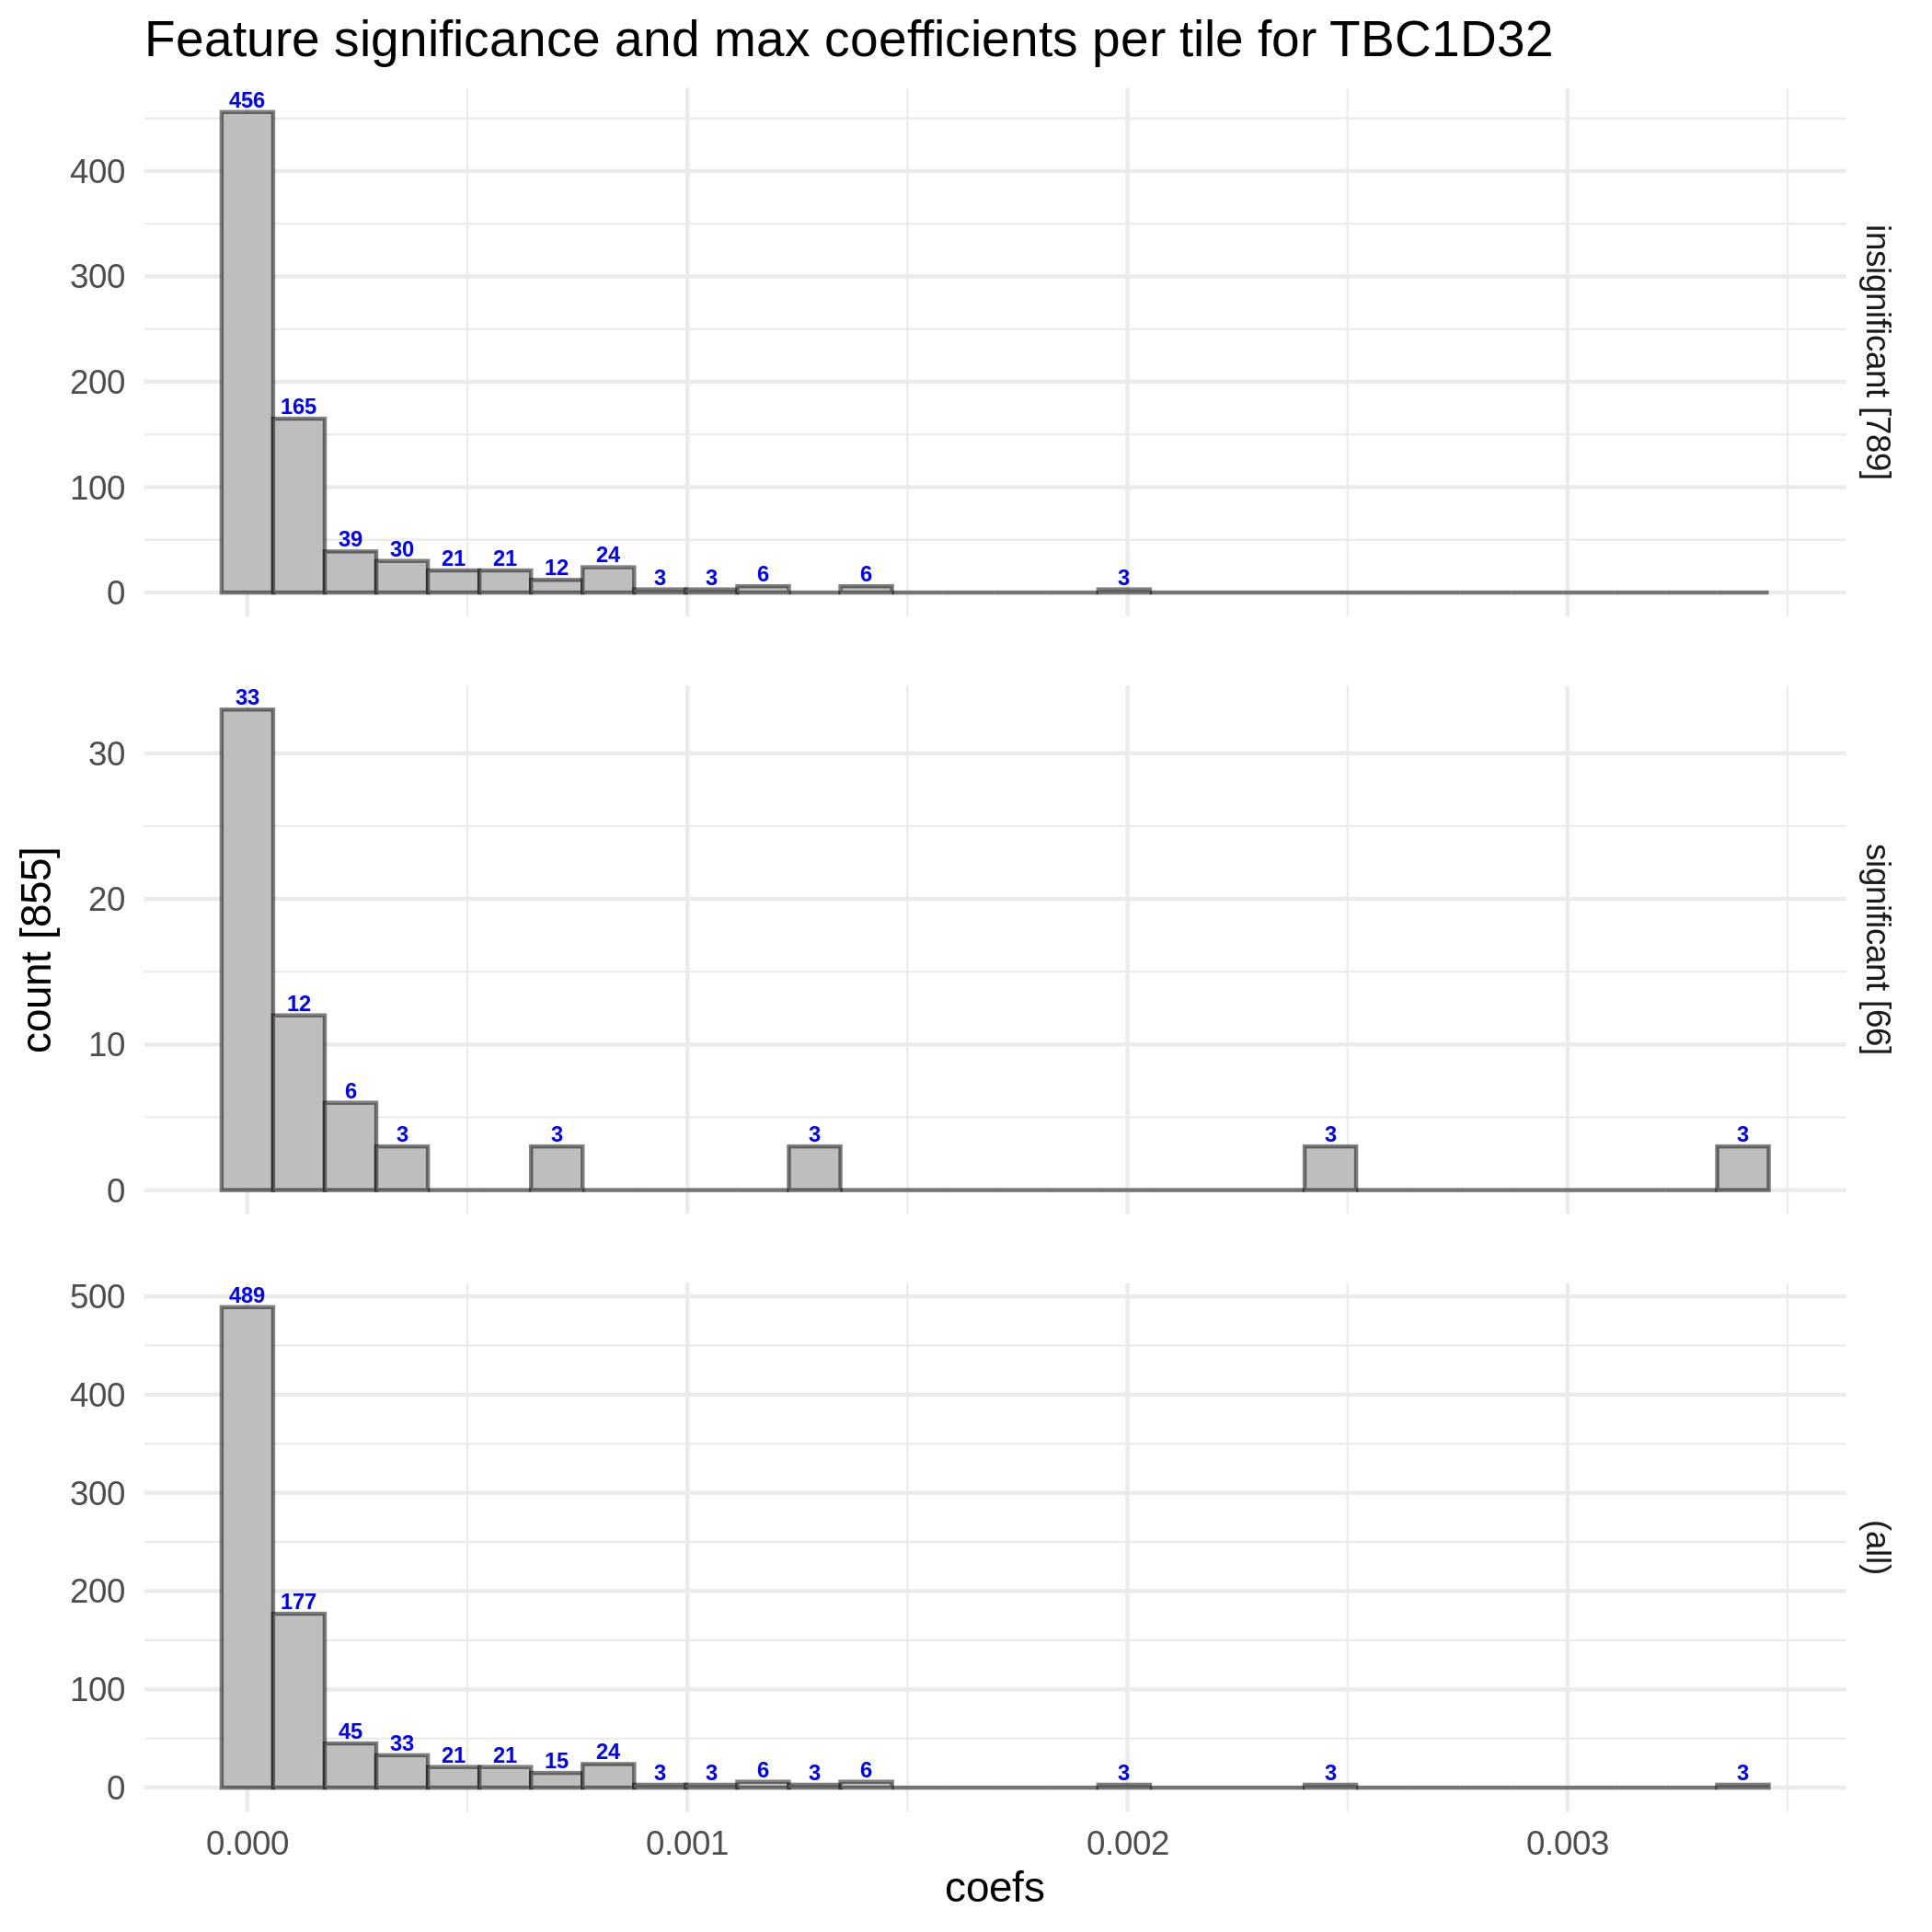 Feature significance and max coefficients per tile for TBC1D32
456
400
300
200
165
100
39 30 21 21 12 24 3 3 6 6 3
0
insignificant [789]
33
30
20
12
10
6
3 3 3 3 3
0
significant [66]
count [855]
500
489
400
300
200
177
100
45 33 21 21 15 24 3 3 6 3 6 3 3 3
0
(all)
0.000 0.001 0.002 0.003
coefs